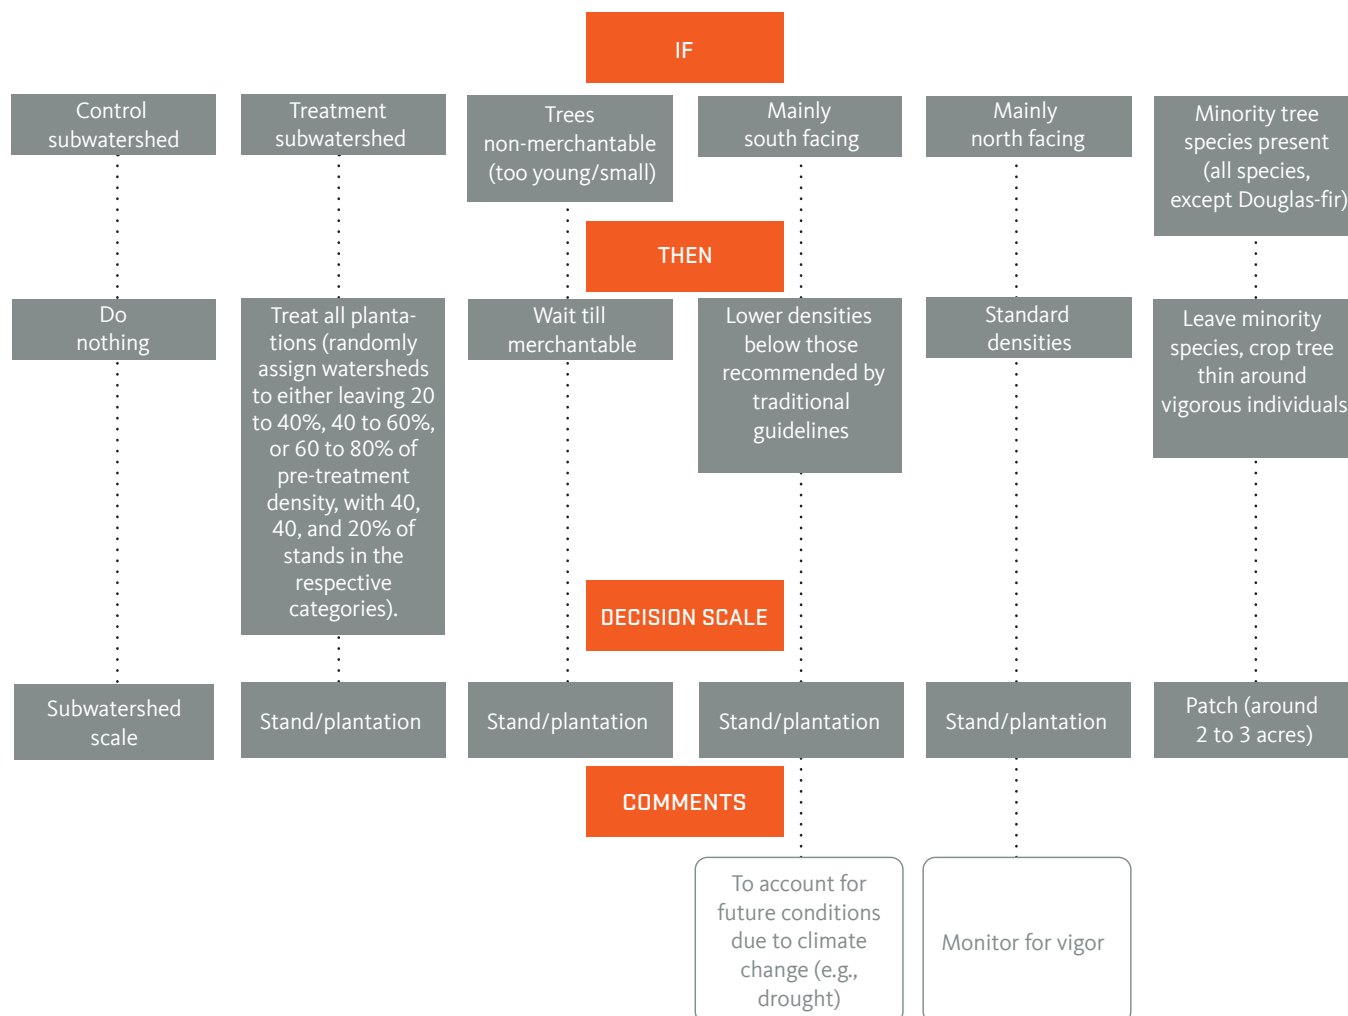 IF
Control
subwatershed
Treatment
subwatershed
Trees
non-merchantable
(too young/small)
Mainly
south facing
Mainly
north facing
Minority tree
species present
(all species,
except Douglas-fir)
THEN
Do
nothing
Treat all planta-
tions (randomly
assign watersheds
to either leaving 20
to 40%, 40 to 60%,
or 60 to 80% of
pre-treatment
density, with 40,
40, and 20% of
stands in the
respective
categories).
Wait till
merchantable
Lower densities
below those
recommended by
traditional
guidelines
Standard
densities
Leave minority
species, crop tree
thin around
vigorous individuals
DECISION SCALE
Subwatershed
scale
Stand/plantation
Stand/plantation
Stand/plantation
Stand/plantation
Patch (around
2 to 3 acres)
COMMENTS
To account for
future conditions
due to climate
change (e.g.,
drought)
Monitor for vigor